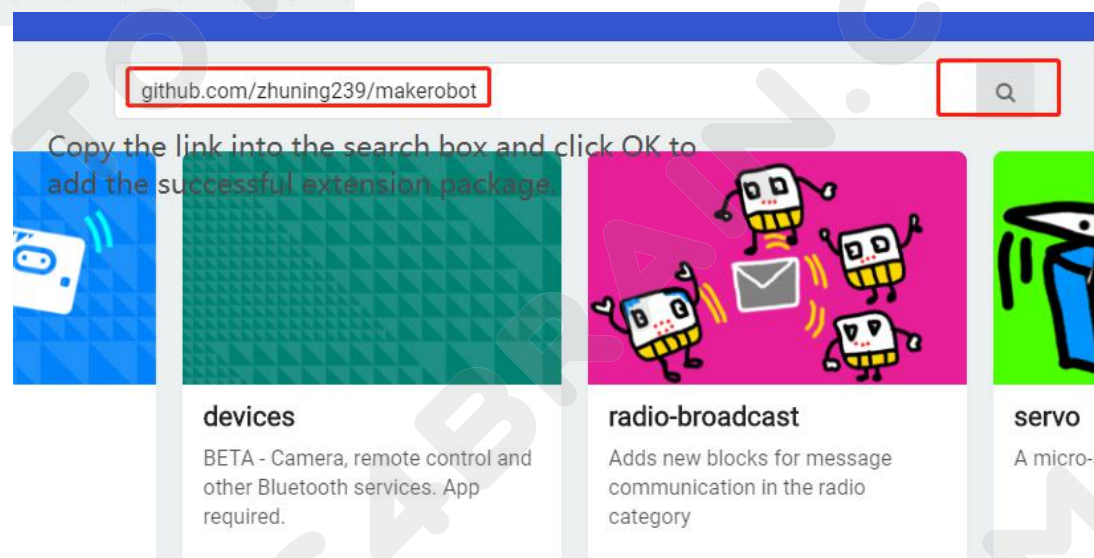 github.com/zhuning239/makerobot
Copy the link into the search box and click OK to
add the successful extension package.
devices
BETA - Camera, remote control and
other Bluetooth services. App
required.
radio-broadcast
Adds new blocks for message
communication in the radio
category
servo
A micro-